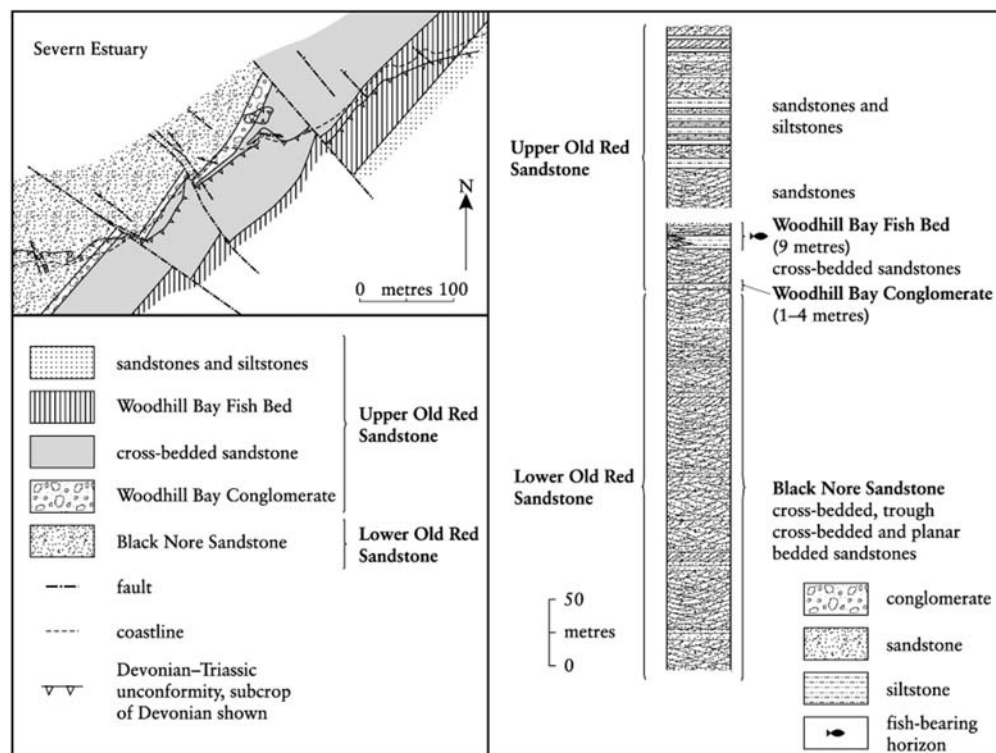 Severn Estuary
N
0 metres 100
sandstones and siltstones
Woodhill Bay Fish Bed
cross-bedded sandstone
Woodhill Bay Conglomerate
Upper Old Red
Sandstone
Black Nore Sandstone
Lower Old Red
Sandstone
fault
coastline
Devonian–Triassic
unconformity, subcrop
of Devonian shown
Upper Old Red
Sandstone
Lower Old Red
Sandstone
sandstones and
siltstones
sandstones
Woodhill Bay Fish Bed
(9 metres)
cross-bedded sandstones
Woodhill Bay Conglomerate
(1–4 metres)
Black Nore Sandstone
cross-bedded, trough
cross-bedded and planar
bedded sandstones
50
metres
0
conglomerate
sandstone
siltstone
fish-bearing
horizon